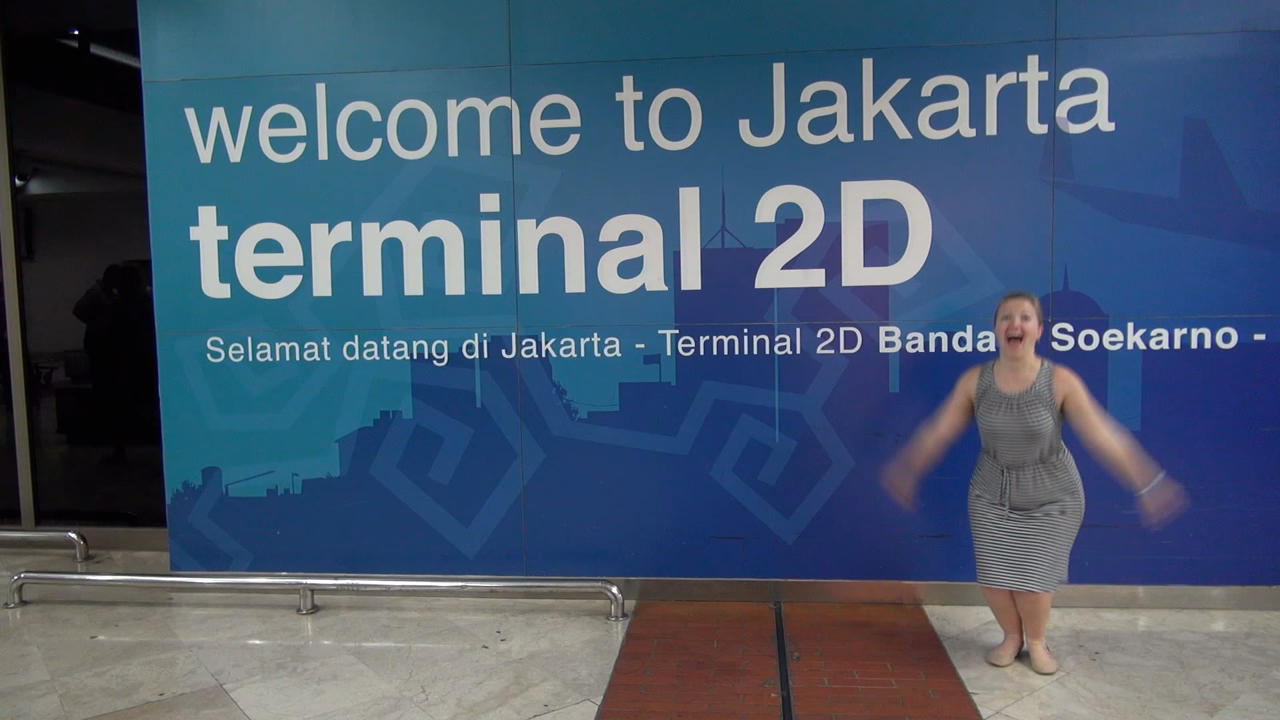 welcome to Jakarta
terminal 2D
Selamat datang di Jakarta - Terminal 2D Banda Soekarno -